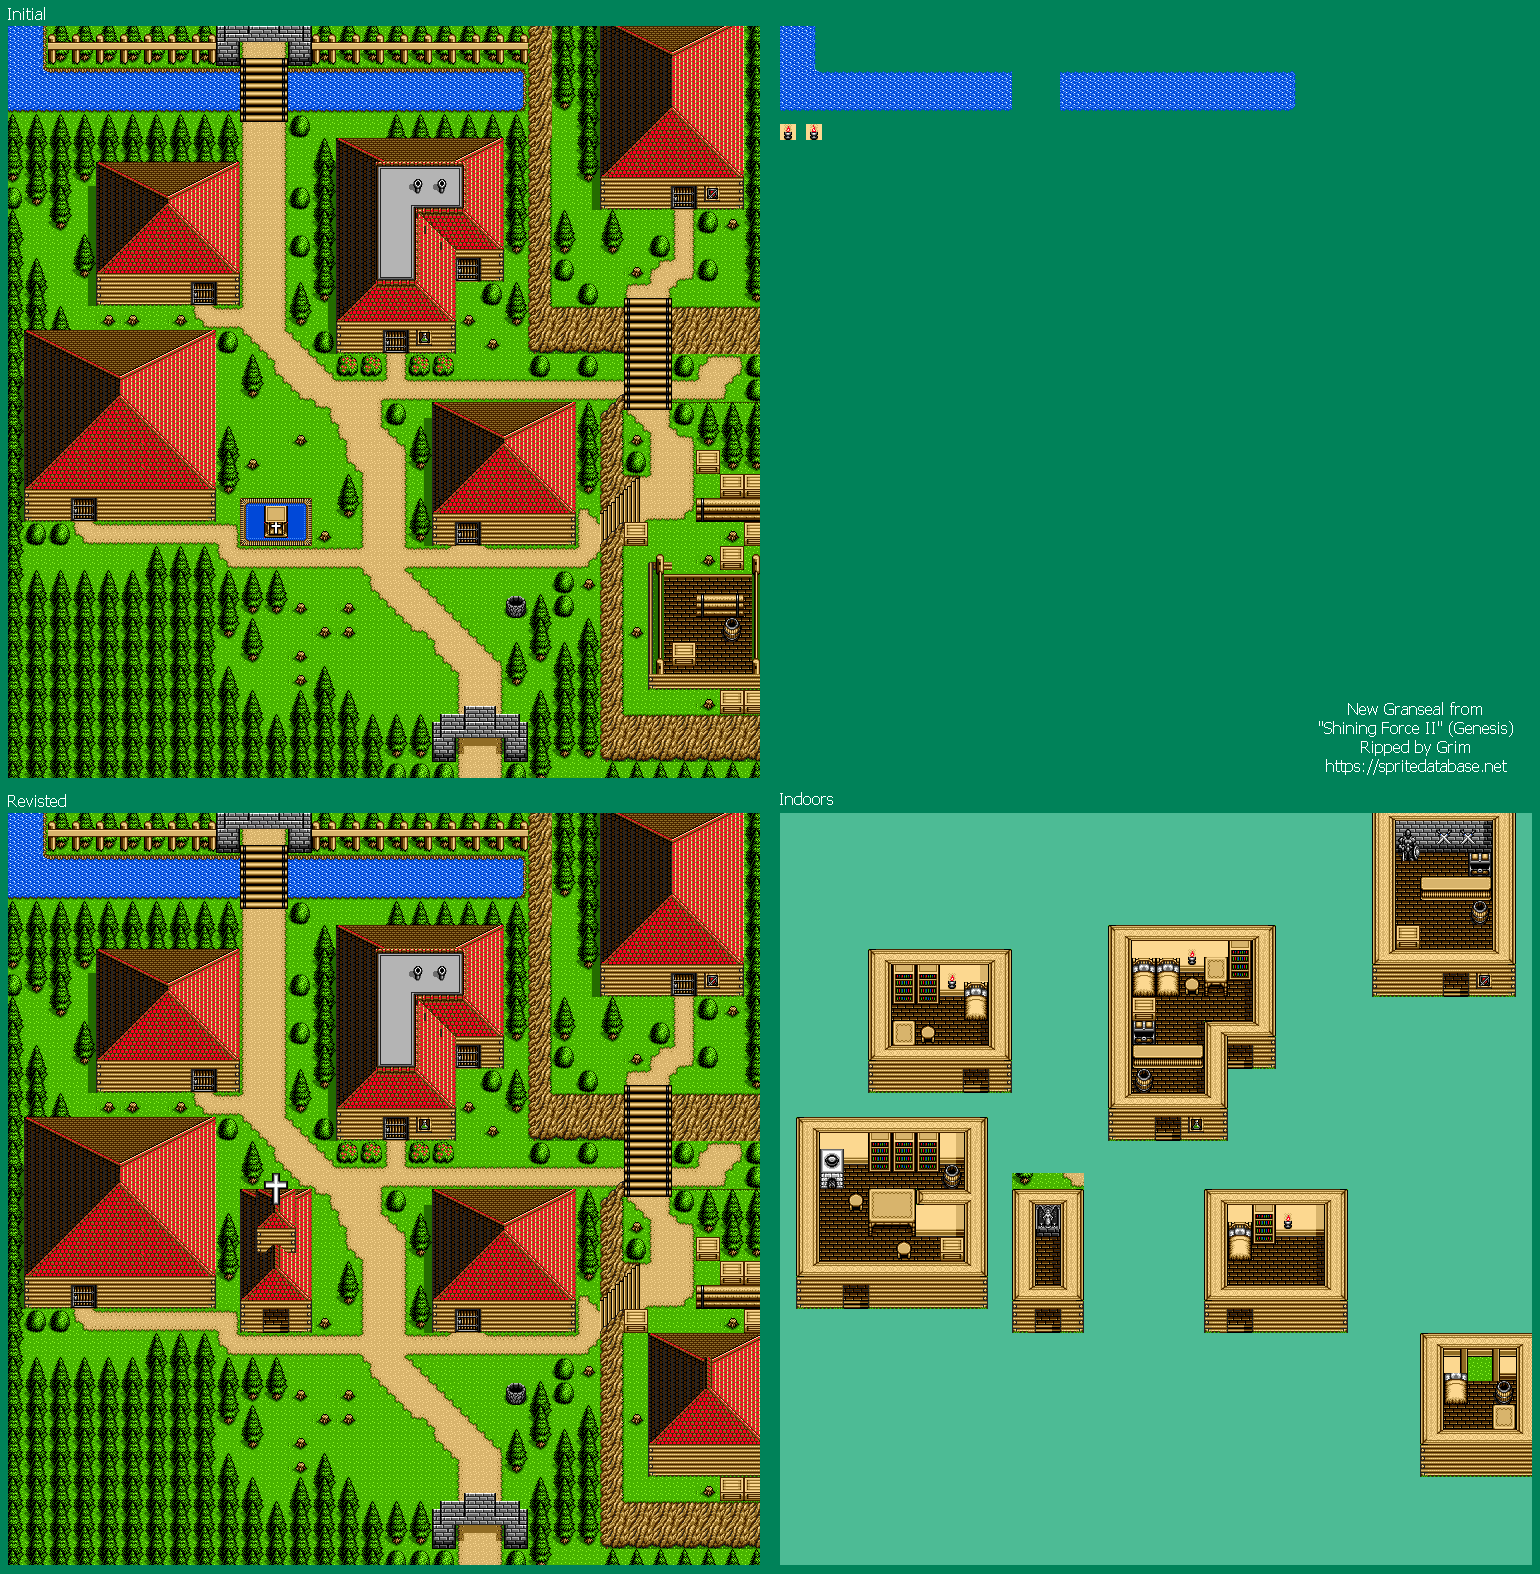 Initial
New Granseal from
"Shining Force II" (Genesis)
Ripped by Grim
https://spritedatabase.net
Revisted
Indoors